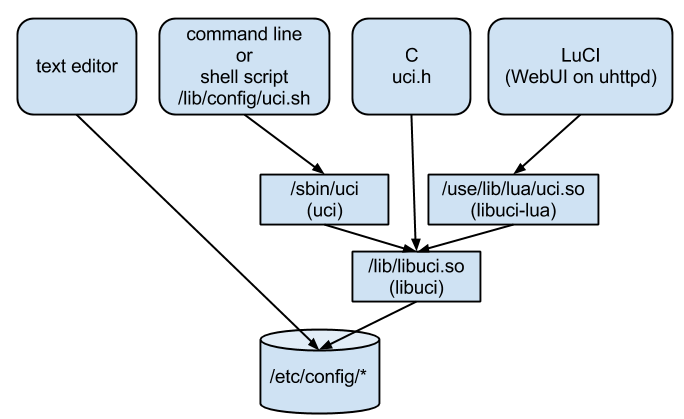 text editor
command line
or
shell script
/lib/config/uci.sh
C
uci.h
LuCI
(WebUI on uhttpd)
/sbin/uci
(uci)
/use/lib/lua/uci.so
(libuci-lua)
/lib/libuci.so
(libuci)
/etc/config/*